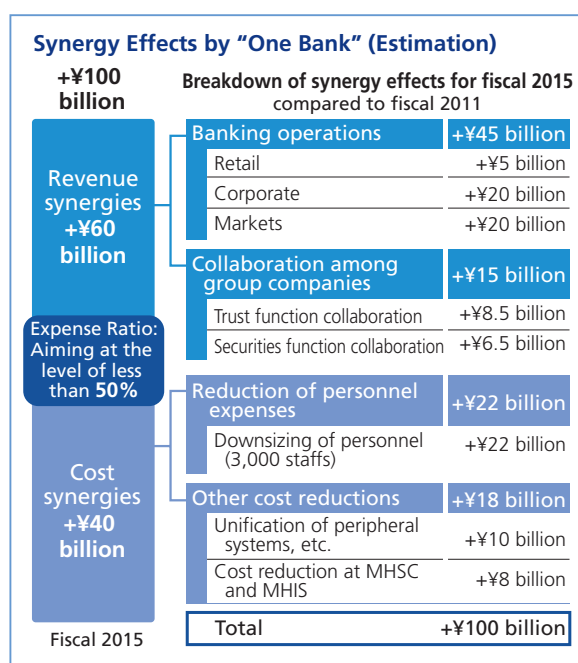 Synergy Effects by “One Bank” (Estimation)
+¥100
billion
Breakdown of synergy effects for fiscal 2015
compared to fiscal 2011
Revenue
synergies
+¥60
billion
Banking operations +¥45 billion
Retail +¥5 billion
Corporate +¥20 billion
Markets +¥20 billion
Collaboration among
group companies
+¥15 billion
Trust function collaboration +¥8.5 billion
Securities function collaboration +¥6.5 billion
Expense Ratio:
Aiming at the
level of less
than 50%
Cost
synergies
+¥40
billion
Reduction of personnel
expenses
+¥22 billion
Downsizing of personnel
(3,000 staffs)
+¥22 billion
Other cost reductions +¥18 billion
Unification of peripheral
systems, etc.
+¥10 billion
Cost reduction at MHSC
and MHIS
+¥8 billion
Fiscal 2015
Total +¥100 billion